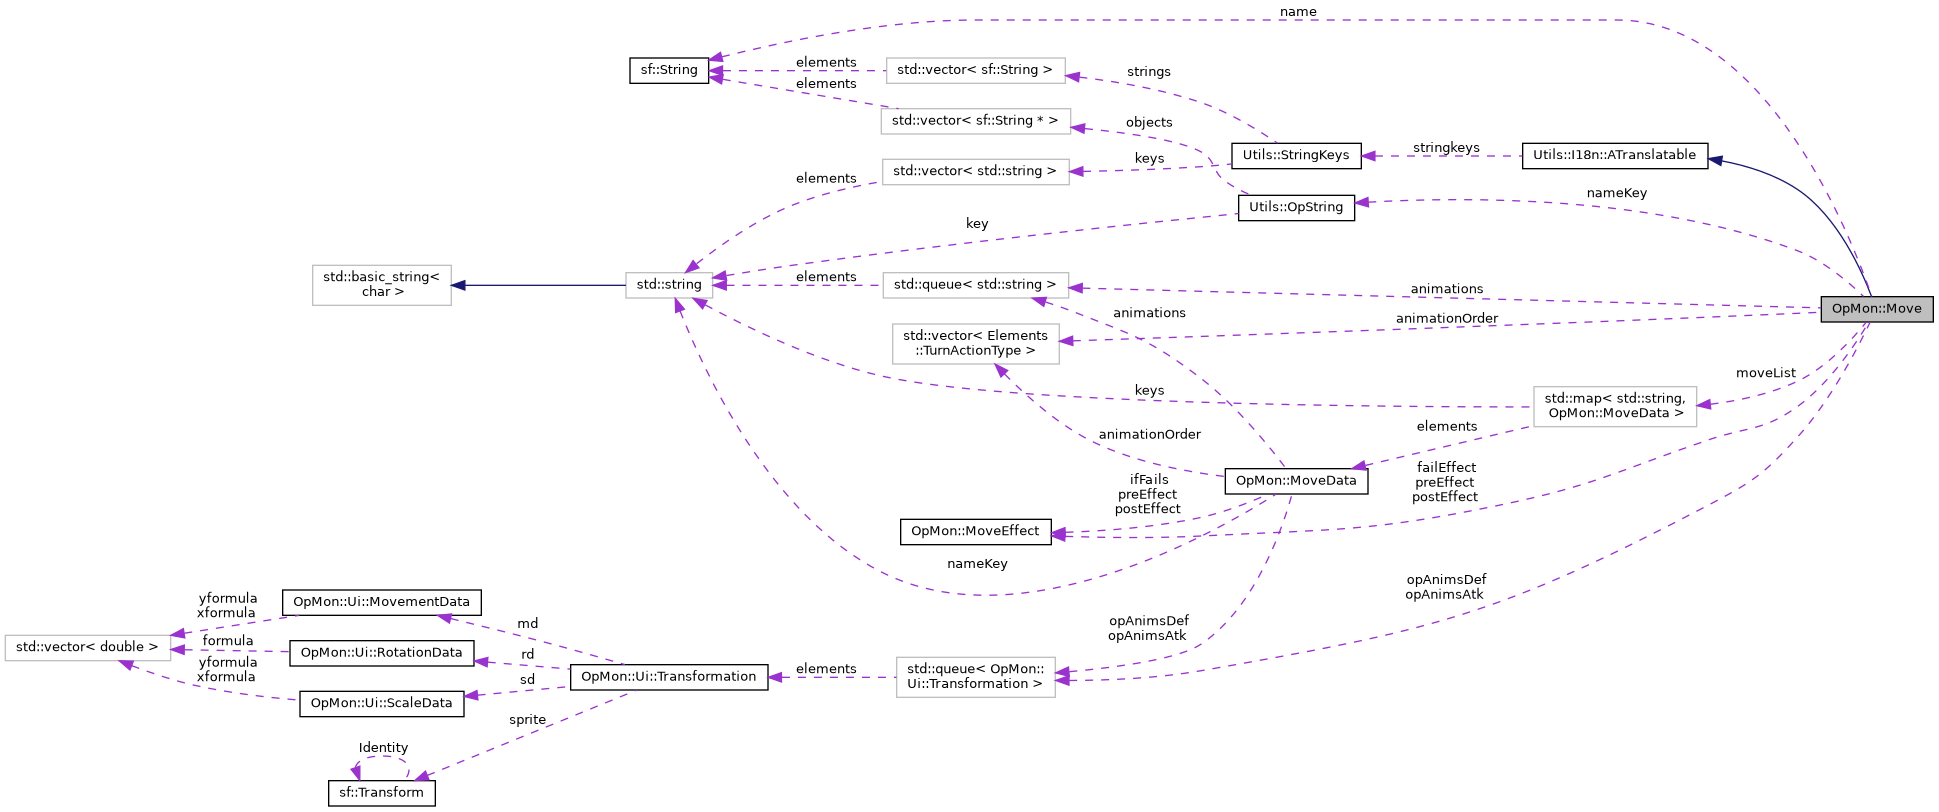 name
sf::String
elements
std::vector< sf::String >
strings
elements
std::vector< sf::String * >
objects
Utils::StringKeys
stringkeys
Utils::I18n::ATranslatable
keys
std::vector< std::string >
elements
nameKey
Utils::OpString
key
std::basic_string<
char >
std::string
elements
std::queue< std::string >
animations
OpMon::Move
animations
animationOrder
std::vector< Elements
::TurnActionType >
moveList
keys
std::map< std::string,
OpMon::MoveData >
animationOrder
elements
OpMon::MoveData
ifFails
preEffect
postEffect
failEffect
preEffect
postEffect
OpMon::MoveEffect
nameKey
opAnimsDef
opAnimsAtk
yformula
xformula
OpMon::Ui::MovementData
md
opAnimsDef
opAnimsAtk
std::vector< double >
formula
OpMon::Ui::RotationData
rd
yformula
xformula
sd
OpMon::Ui::Transformation
elements
std::queue< OpMon::
Ui::Transformation >
OpMon::Ui::ScaleData
sprite
Identity
sf::Transform